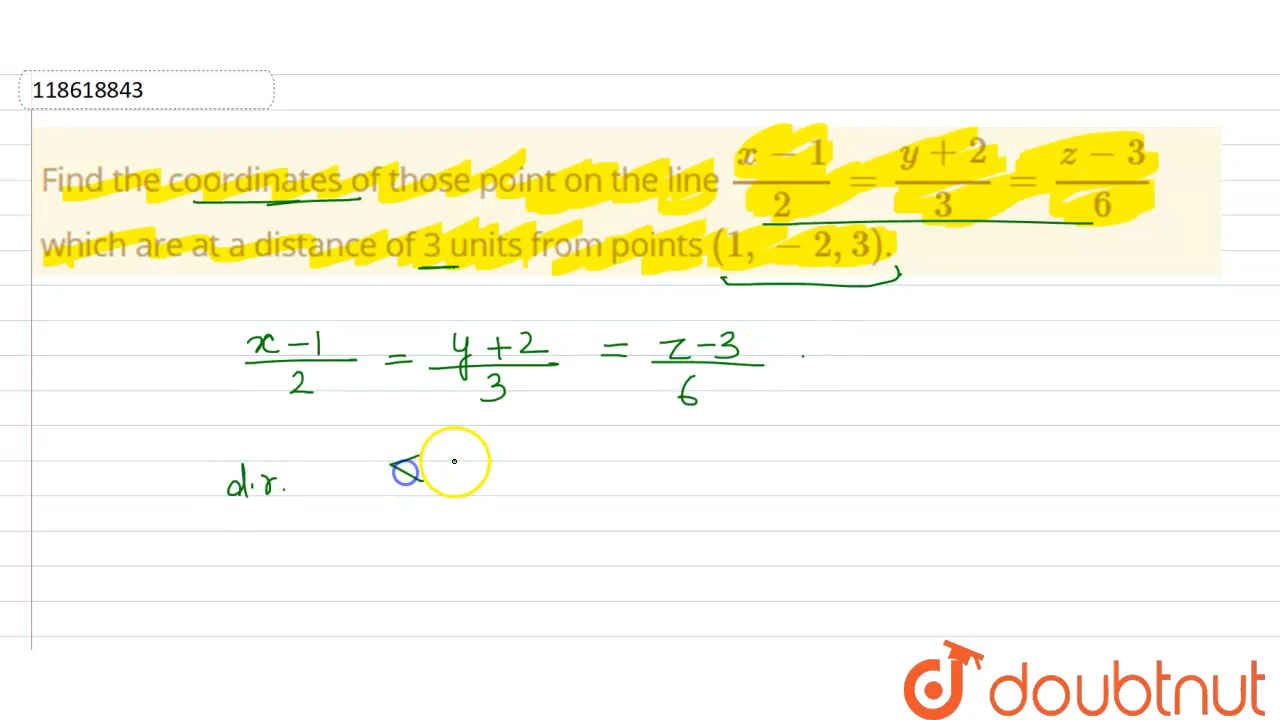 118618843
Find the coordinates of those point on the line (x − 1)/2 = (y + 2)/3 = (z − 3)/6
which are at a distance of 3 units from points (1, − 2, 3).
(x − 1)/2 = (y + 2)/3 = (z − 3)/6 .
d.r. <
doubtnut